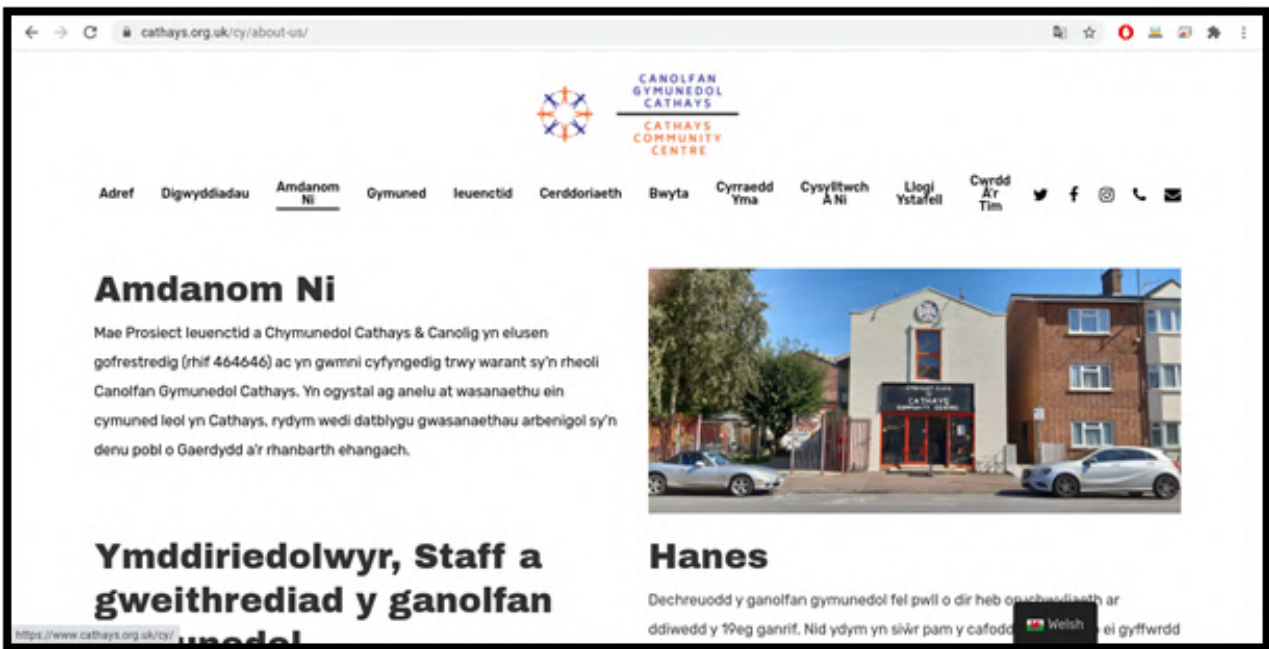 cathays.org.uk/cy/about-us/
CANOLFAN
GYMUNEDOL
CATHAYS
CATHAYS
COMMUNITY
CENTRE
Adref Digwyddiadau Amdanom Ni Gymuned Ieuenctid Cerddoriaeth Bwyta Cyrraedd Yma Cysylltwch Â Ni Llogi Ystafell Cwrdd Â'r Tim
Amdanom Ni
Mae Prosiect Ieuenctid a Chymunedol Cathays & Canolig yn elusen
gofrestredig (rhif 464646) ac yn gwmni cyfyngedig trwy warant sy'n rheoli
Canolfan Gymunedol Cathays. Yn ogystal ag anelu at wasanaethu ein
cymuned leol yn Cathays, rydym wedi datblygu gwasanaethau arbenigol sy'n
denu pobl o Gaerdydd a'r rhanbarth ehangach.
CATHAYS
COMMUNITY CENTRE
Ymddiriedolwyr, Staff a
gweithrediad y ganolfan
Hanes
Dechreuodd y ganolfan gymunedol fel pwll o dir heb ar
ddiwedd y 19eg ganrif. Nid ydym yn siŵr pam y cafodd ei gyffwrdd
Welsh
https://www.cathays.org.uk/cy/